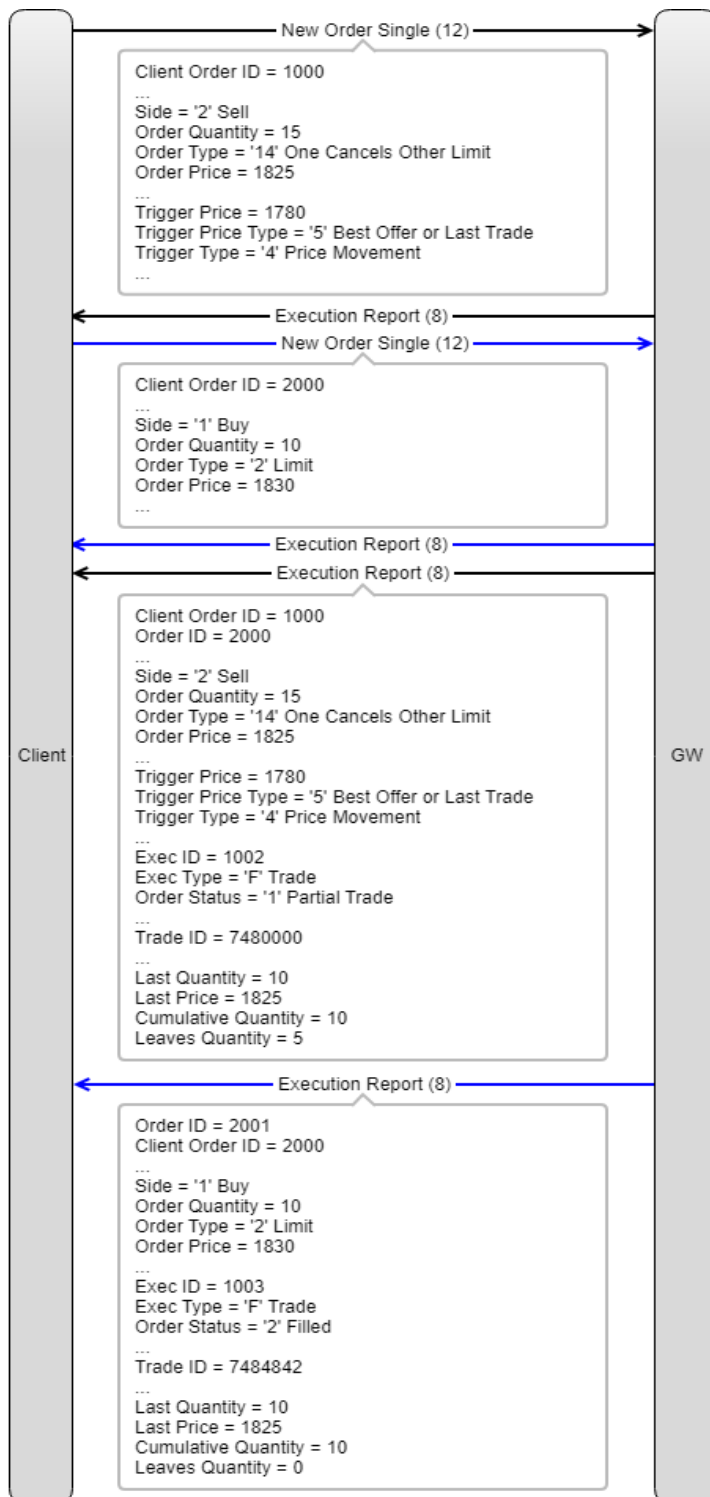 New Order Single (12)
Client Order ID = 1000
...
Side = '2' Sell
Order Quantity = 15
Order Type = '14' One Cancels Other Limit
Order Price = 1825
...
Trigger Price = 1780
Trigger Price Type = '5' Best Offer or Last Trade
Trigger Type = '4' Price Movement
...
Execution Report (8)
New Order Single (12)
Client Order ID = 2000
...
Side = '1' Buy
Order Quantity = 10
Order Type = '2' Limit
Order Price = 1830
...
Execution Report (8)
Execution Report (8)
Client Order ID = 1000
Order ID = 2000
...
Side = '2' Sell
Order Quantity = 15
Order Type = '14' One Cancels Other Limit
Order Price = 1825
...
Client
GW
Trigger Price = 1780
Trigger Price Type = '5' Best Offer or Last Trade
Trigger Type = '4' Price Movement
...
Exec ID = 1002
Exec Type = 'F' Trade
Order Status = '1' Partial Trade
...
Trade ID = 7480000
...
Last Quantity = 10
Last Price = 1825
Cumulative Quantity = 10
Leaves Quantity = 5
Execution Report (8)
Order ID = 2001
Client Order ID = 2000
...
Side = '1' Buy
Order Quantity = 10
Order Type = '2' Limit
Order Price = 1830
...
Exec ID = 1003
Exec Type = 'F' Trade
Order Status = '2' Filled
...
Trade ID = 7484842
...
Last Quantity = 10
Last Price = 1825
Cumulative Quantity = 10
Leaves Quantity = 0